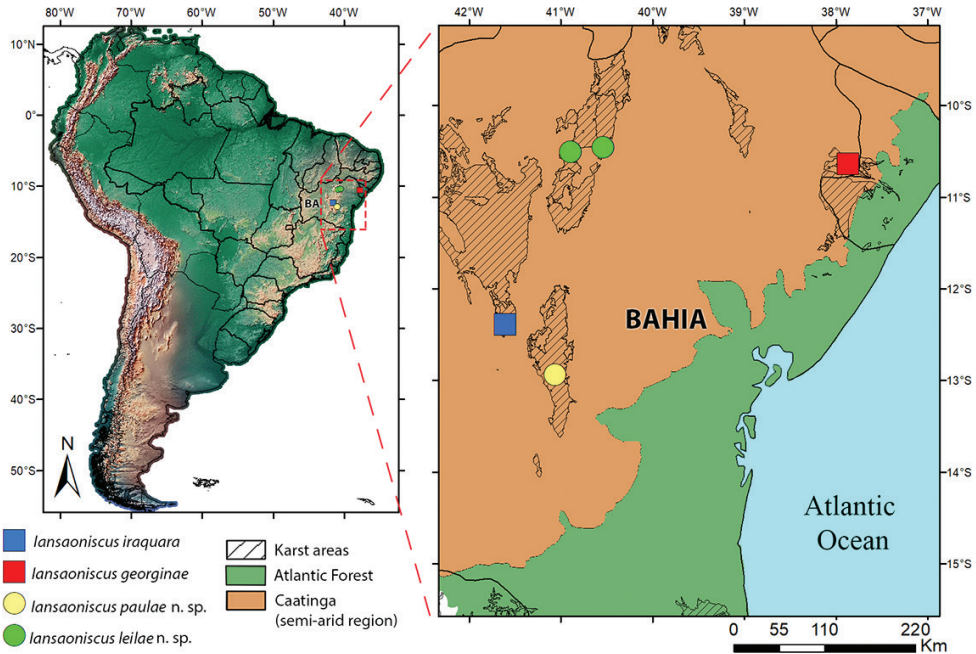 80°W 70°W 60°W 50°W 40°W
10°N
0°
10°S
20°S
30°S
40°S
50°S
BA
N
42°W 41°W 40°W 39°W 38°W 37°W
10°S
11°S
12°S
13°S
14°S
15°S
BAHIA
Atlantic
Ocean
0 55 110 220
Km
Iansaoniscus iraquara
Iansaoniscus georginae
Iansaoniscus paulae n. sp.
Iansaoniscus leilae n. sp.
Karst areas
Atlantic Forest
Caatinga
(semi-arid region)